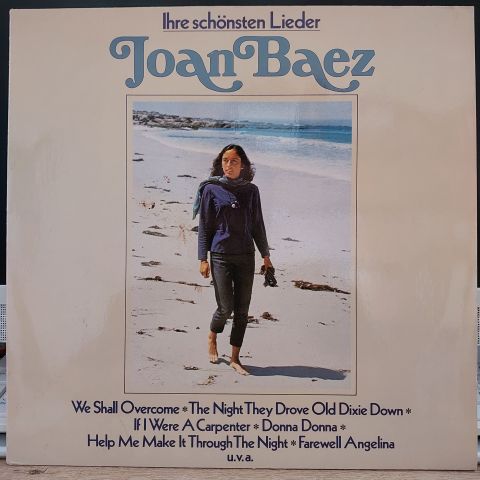 Ihre schönsten Lieder
Joan Baez
We Shall Overcome * The Night They Drove Old Dixie Down *
If I Were A Carpenter * Donna Donna *
Help Me Make It Through The Night * Farewell Angelina
u.v.a.